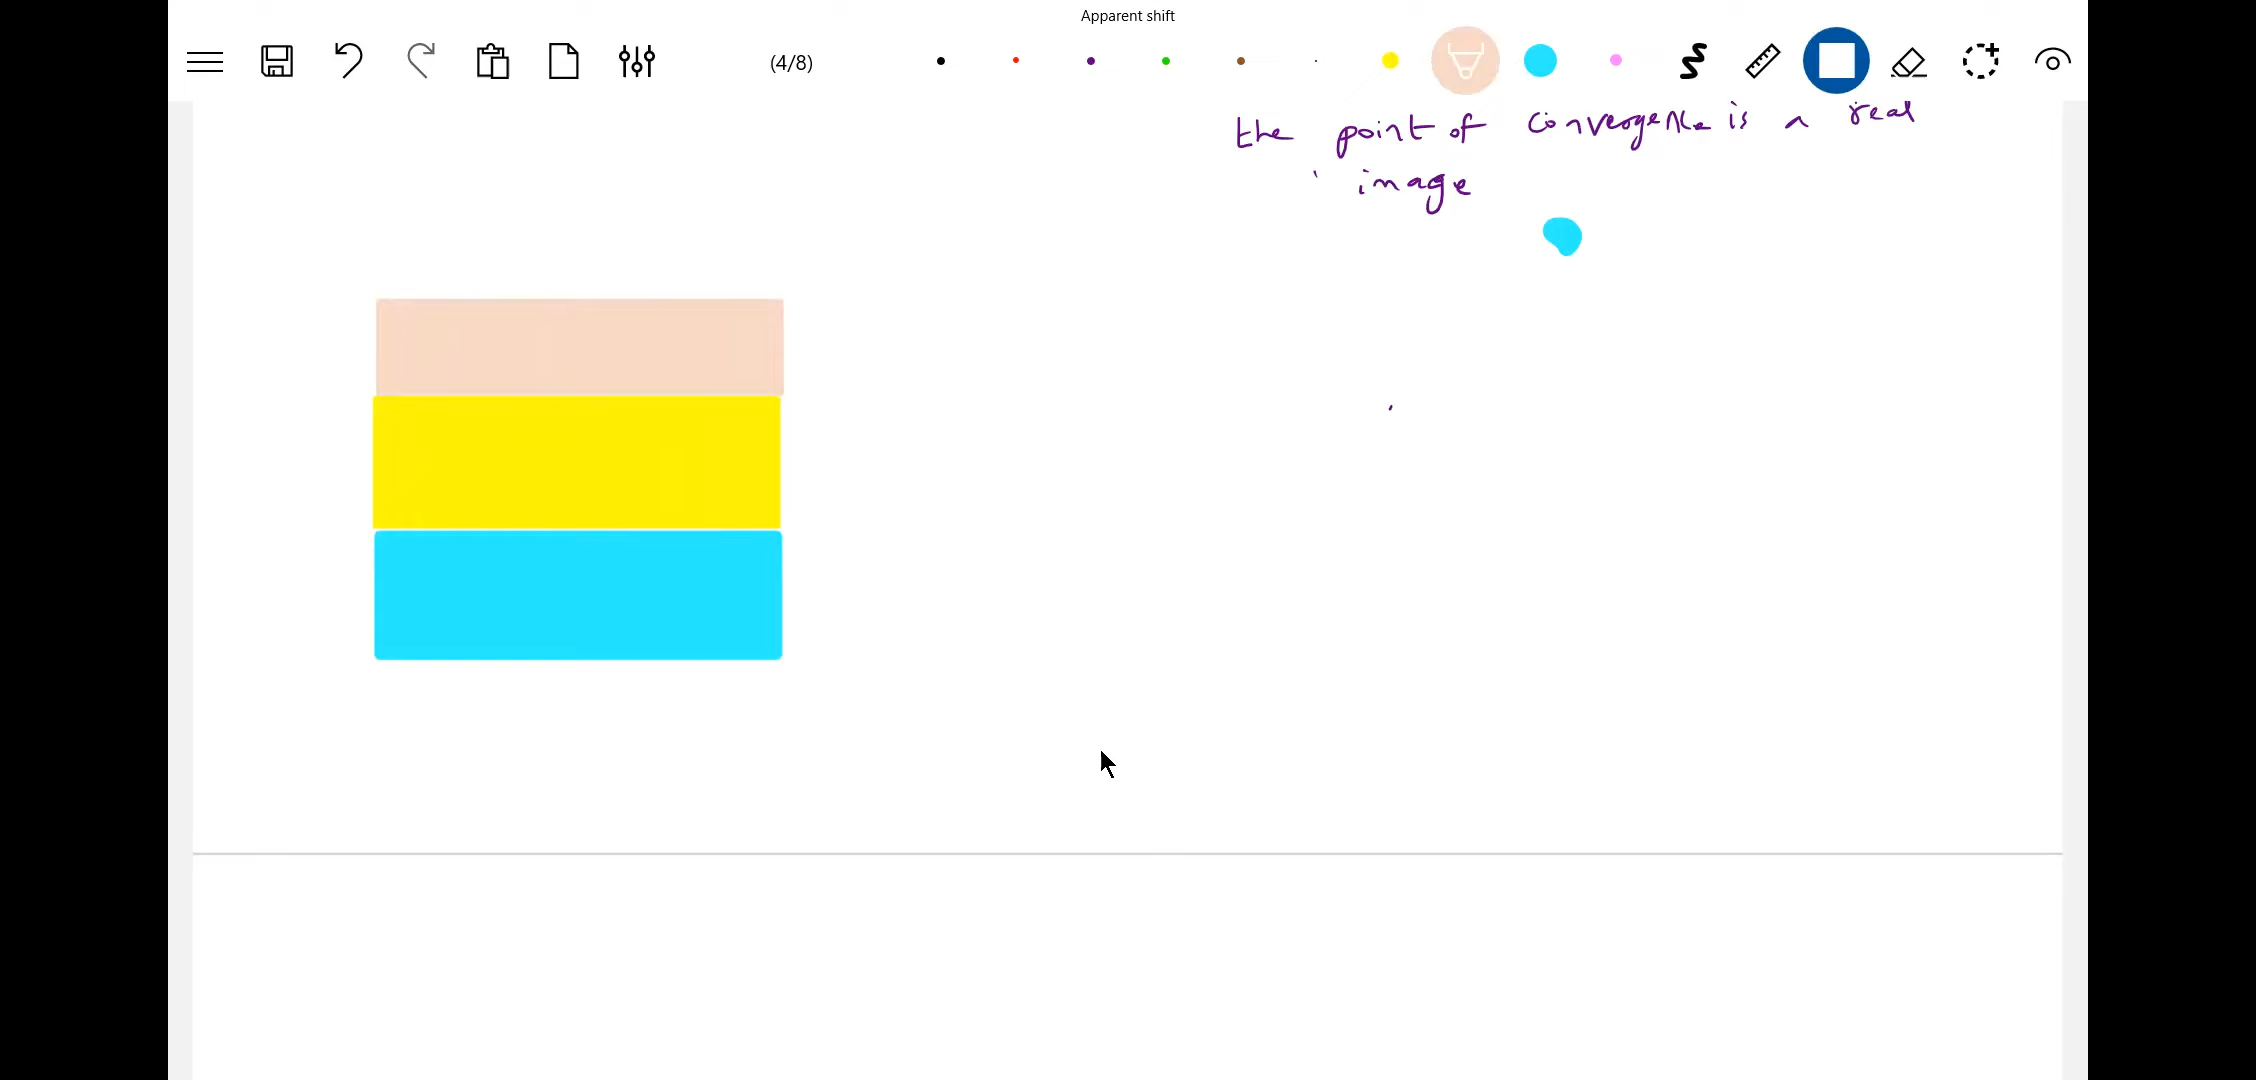 Apparent shift
(4/8)
the point of convergence is a real
image